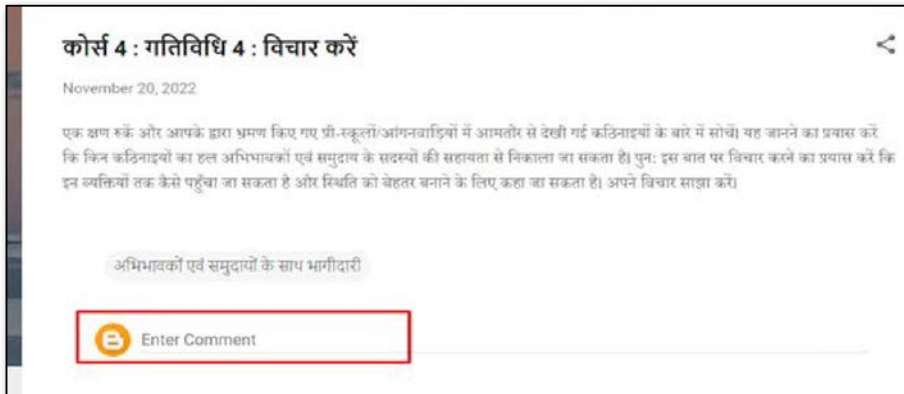 कोर्स 4 : गतिविधि 4 : विचार करें
November 20, 2022
एक क्षण रुकें और आपके द्वारा भ्रमण किए गए प्री-स्कूलों/आंगनवाड़ियों में आमतौर से देखी गई कठिनाइयों के बारे में सोचें। यह जानने का प्रयास करें
कि किन कठिनाइयों का हल अभिभावकों एवं समुदाय के सदस्यों की सहायता से निकाला जा सकता है। पुन: इस बात पर विचार करने का प्रयास करें कि
इन व्यक्तियों तक कैसे पहुँचा जा सकता है और स्थिति को बेहतर बनाने के लिए कहा जा सकता है। अपने विचार साझा करें।
अभिभावकों एवं समुदायों के साथ भागीदारी
Enter Comment